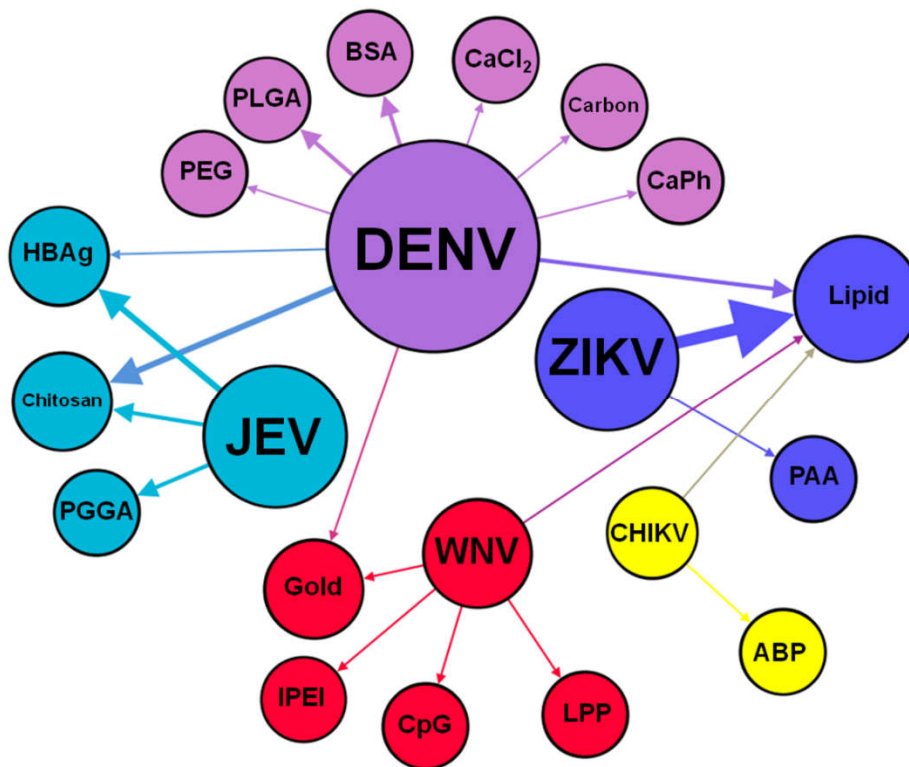 BSA
CaCl₂
PLGA
Carbon
PEG
CaPh
HBAg
DENV
Lipid
ZIKV
Chitosan
JEV
PAA
PGGA
CHIKV
WNV
Gold
ABP
IPEI
CpG
LPP